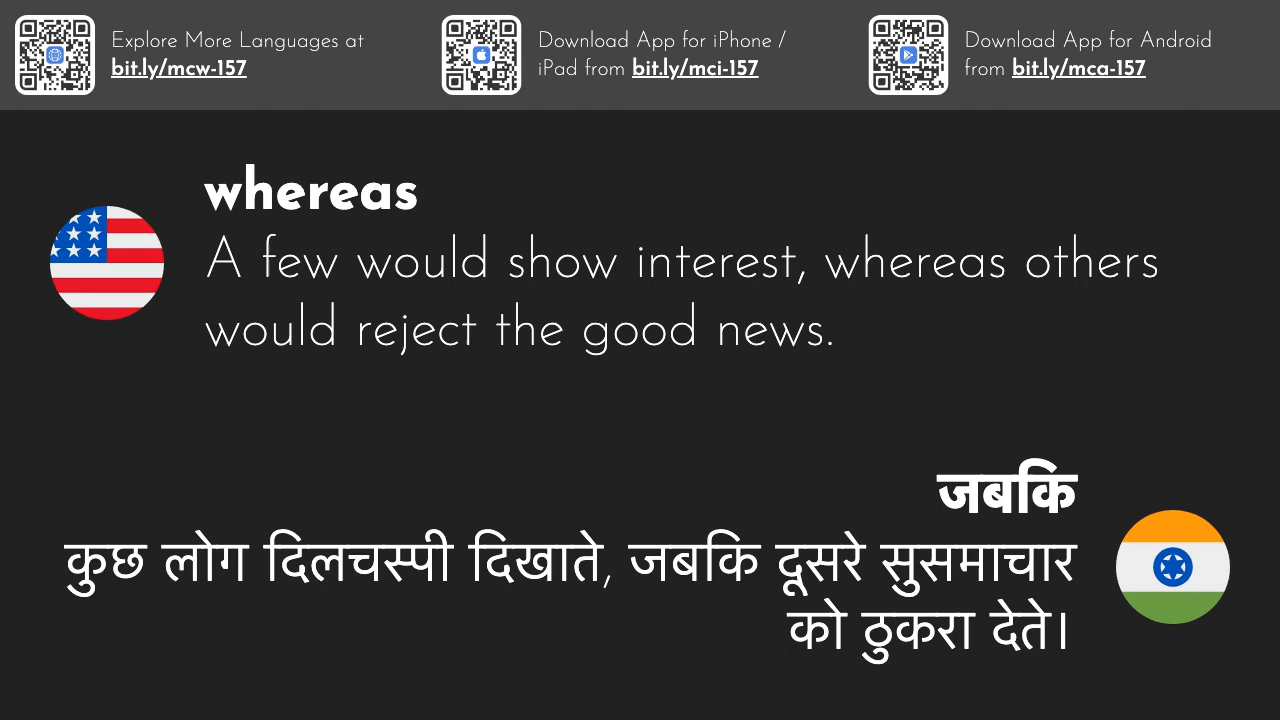 Explore More Languages at
bit.ly/mcw-157
Download App for iPhone /
iPad from bit.ly/mci-157
Download App for Android
from bit.ly/mca-157
whereas
A few would show interest, whereas others
would reject the good news.
जबकि
कुछ लोग दिलचस्पी दिखाते, जबकि दूसरे सुसमाचार
को ठुकरा देते।